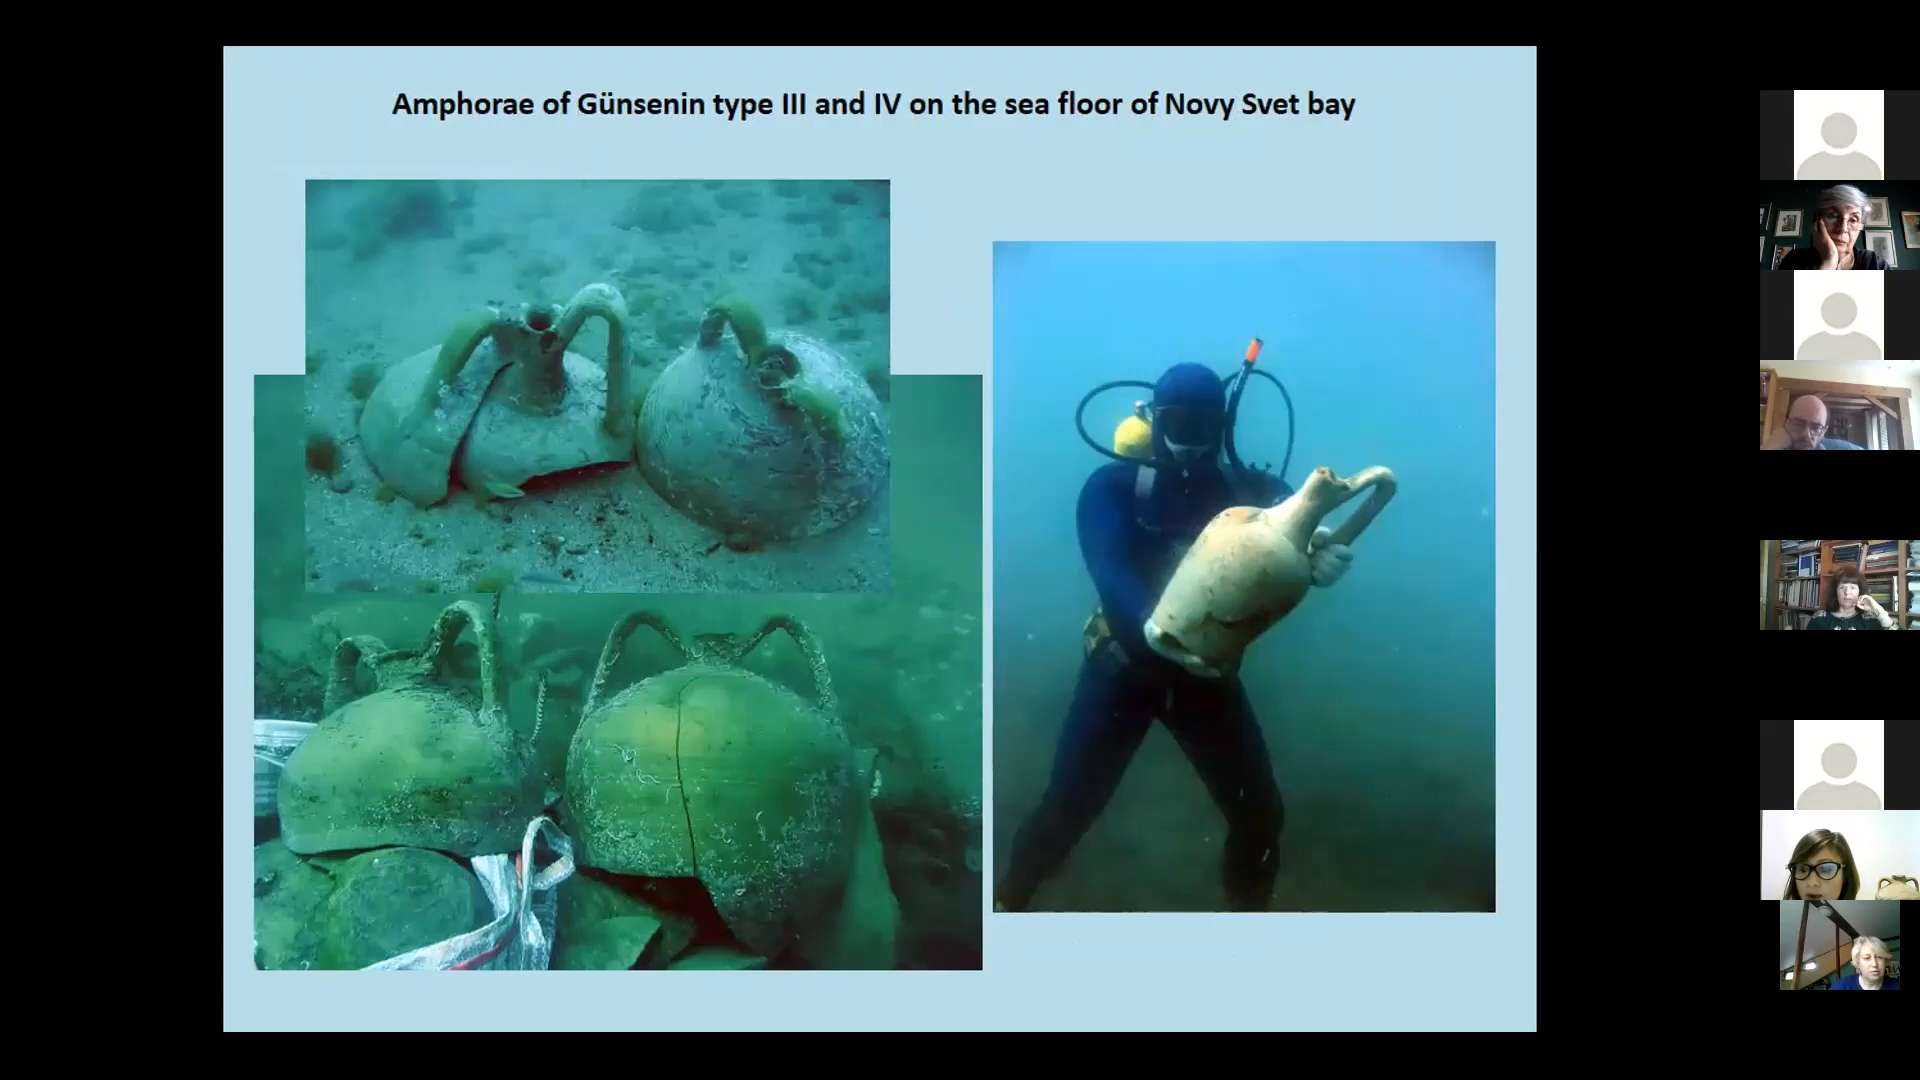 Amphorae of Günsenin type III and IV on the sea floor of Novy Svet bay